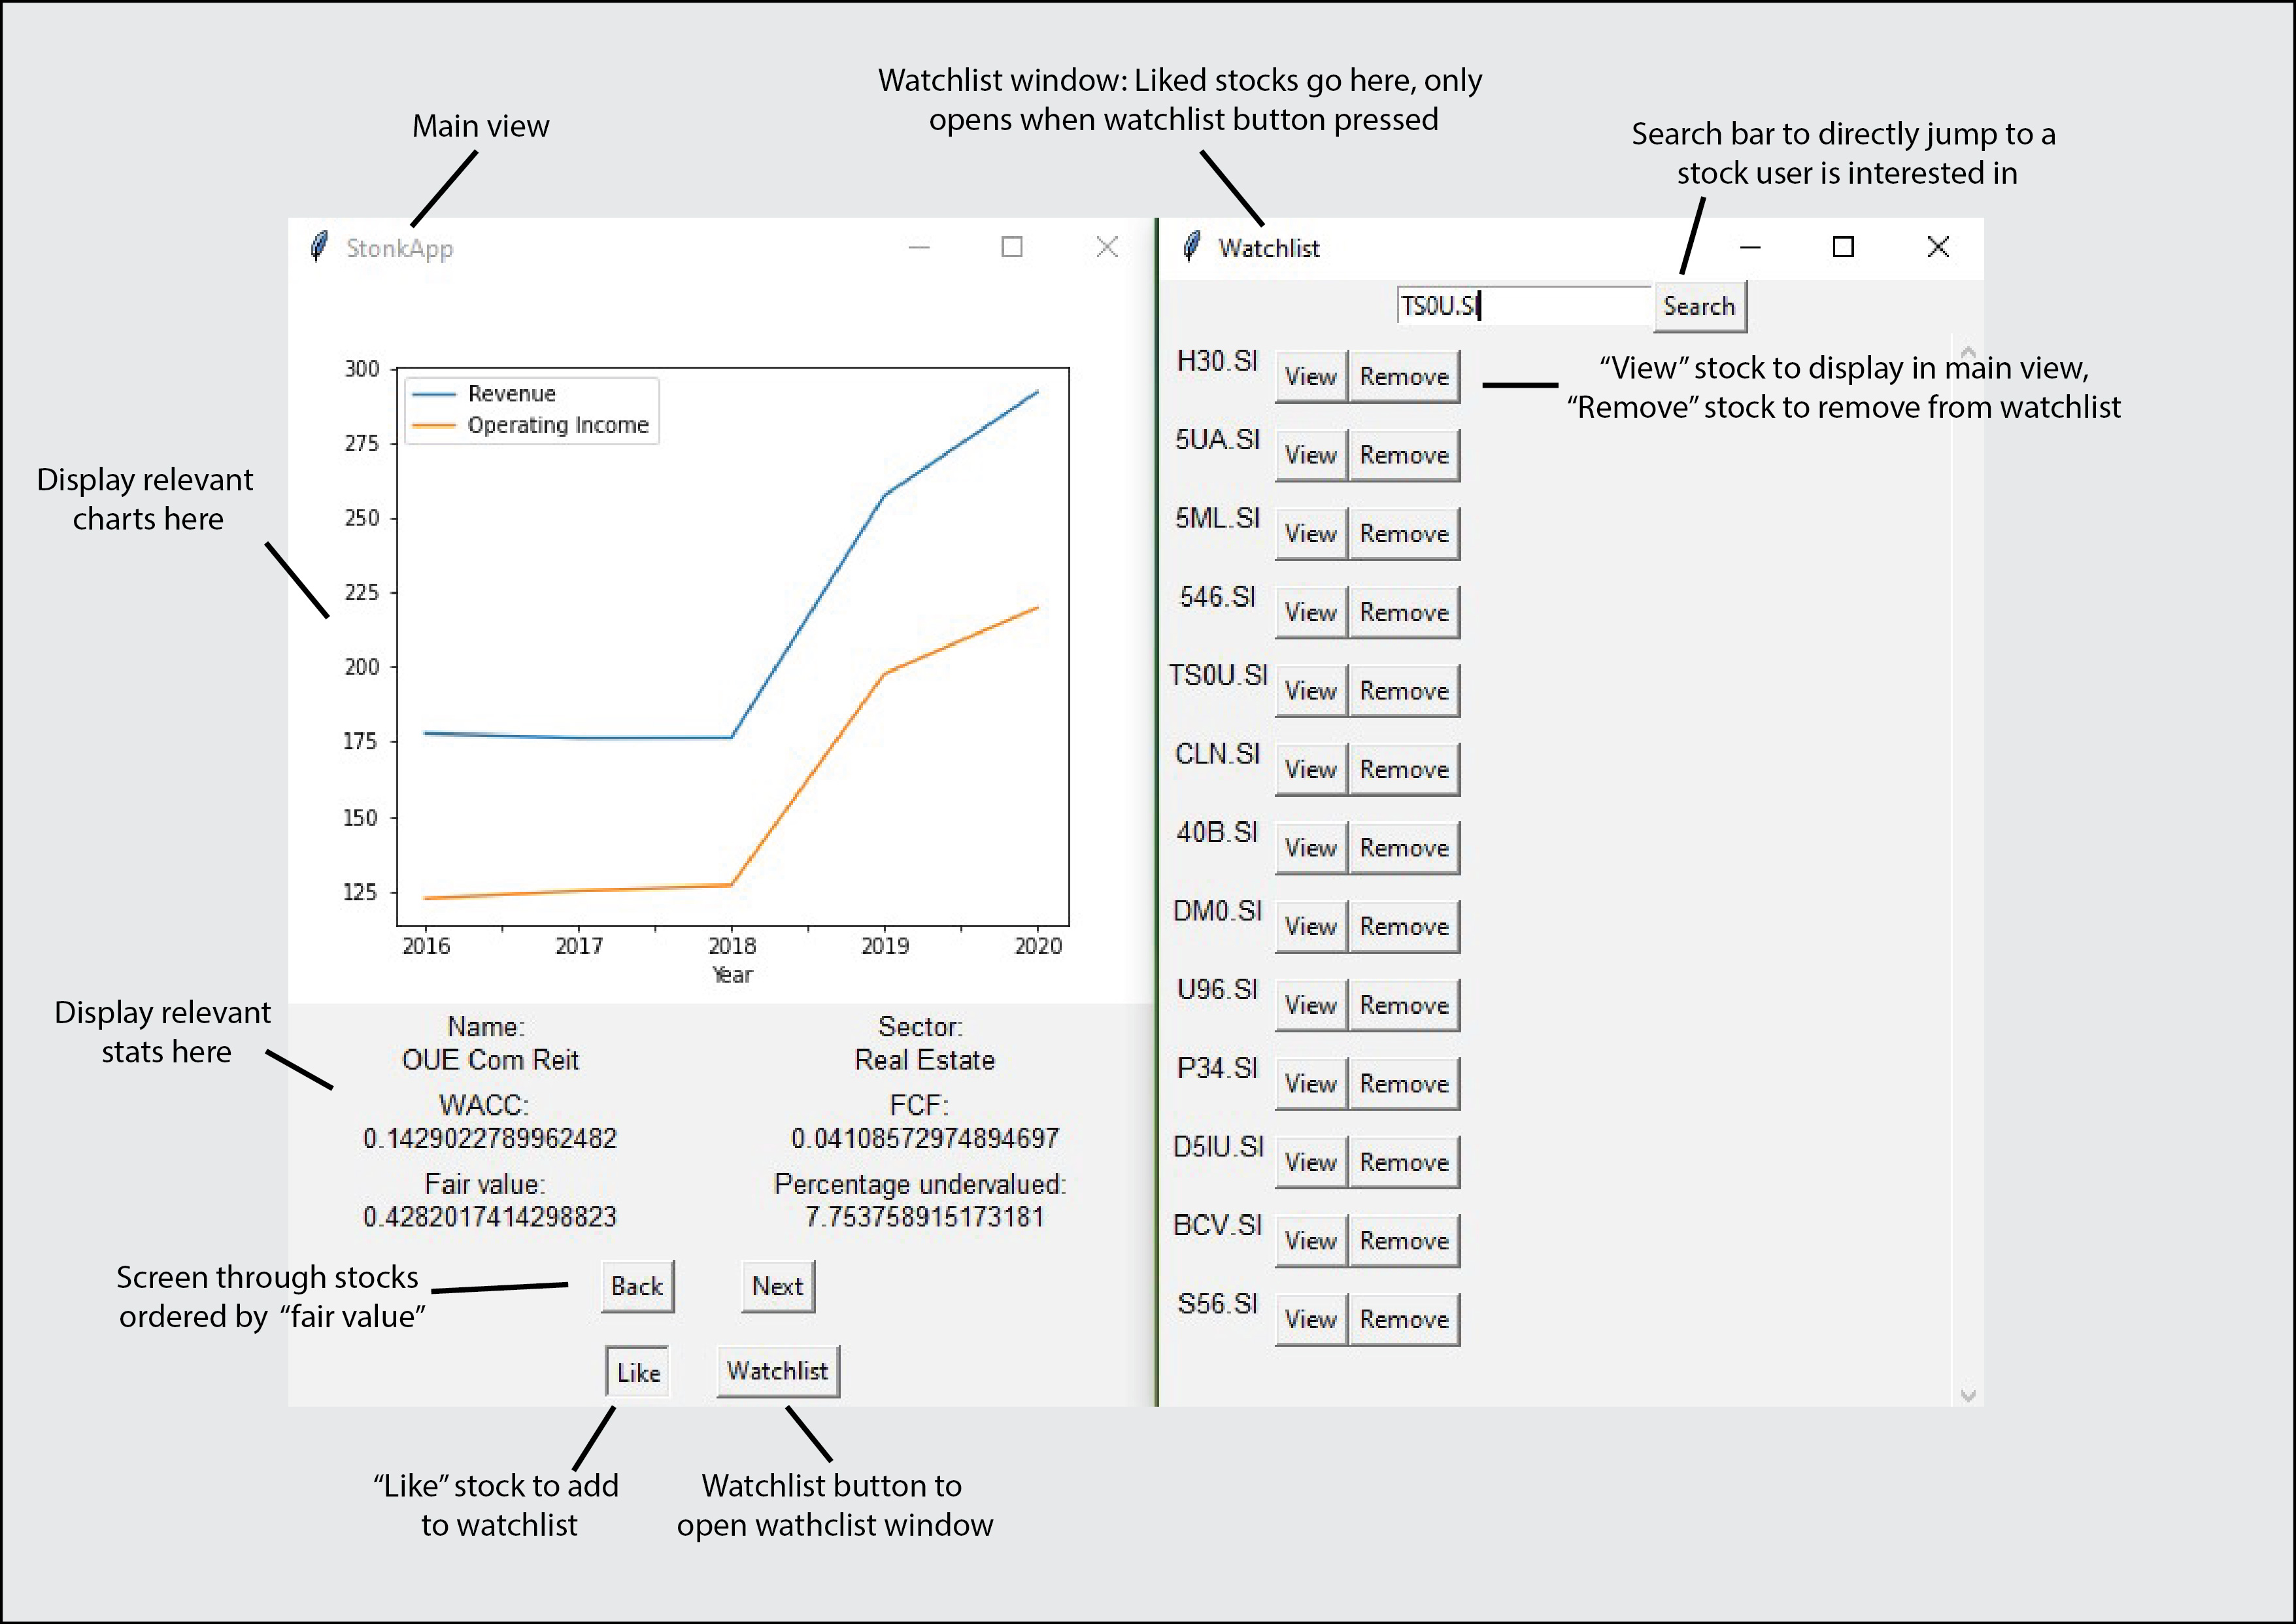 Watchlist window: Liked stocks go here, only
opens when watchlist button pressed
Main view
Search bar to directly jump to a
stock user is interested in
StonkApp
Watchlist
TS0U.SI
Search
300
275
250
225
200
175
150
125
Revenue
Operating Income
2016 2017 2018 2019 2020
Year
Display relevant
charts here
Display relevant
stats here
Name:
OUE Com Reit
Sector:
Real Estate
WACC:
0.1429022789962482
FCF:
0.04108572974894697
Fair value:
0.4282017414298823
Percentage undervalued:
7.753758915173181
Screen through stocks
ordered by “fair value”
Back
Next
Like
Watchlist
“Like” stock to add
to watchlist
Watchlist button to
open wathclist window
H30.SI View Remove
“View” stock to display in main view,
“Remove” stock to remove from watchlist
5UA.SI View Remove
5ML.SI View Remove
546.SI View Remove
TS0U.SI View Remove
CLN.SI View Remove
40B.SI View Remove
DM0.SI View Remove
U96.SI View Remove
P34.SI View Remove
D5IU.SI View Remove
BCV.SI View Remove
S56.SI View Remove